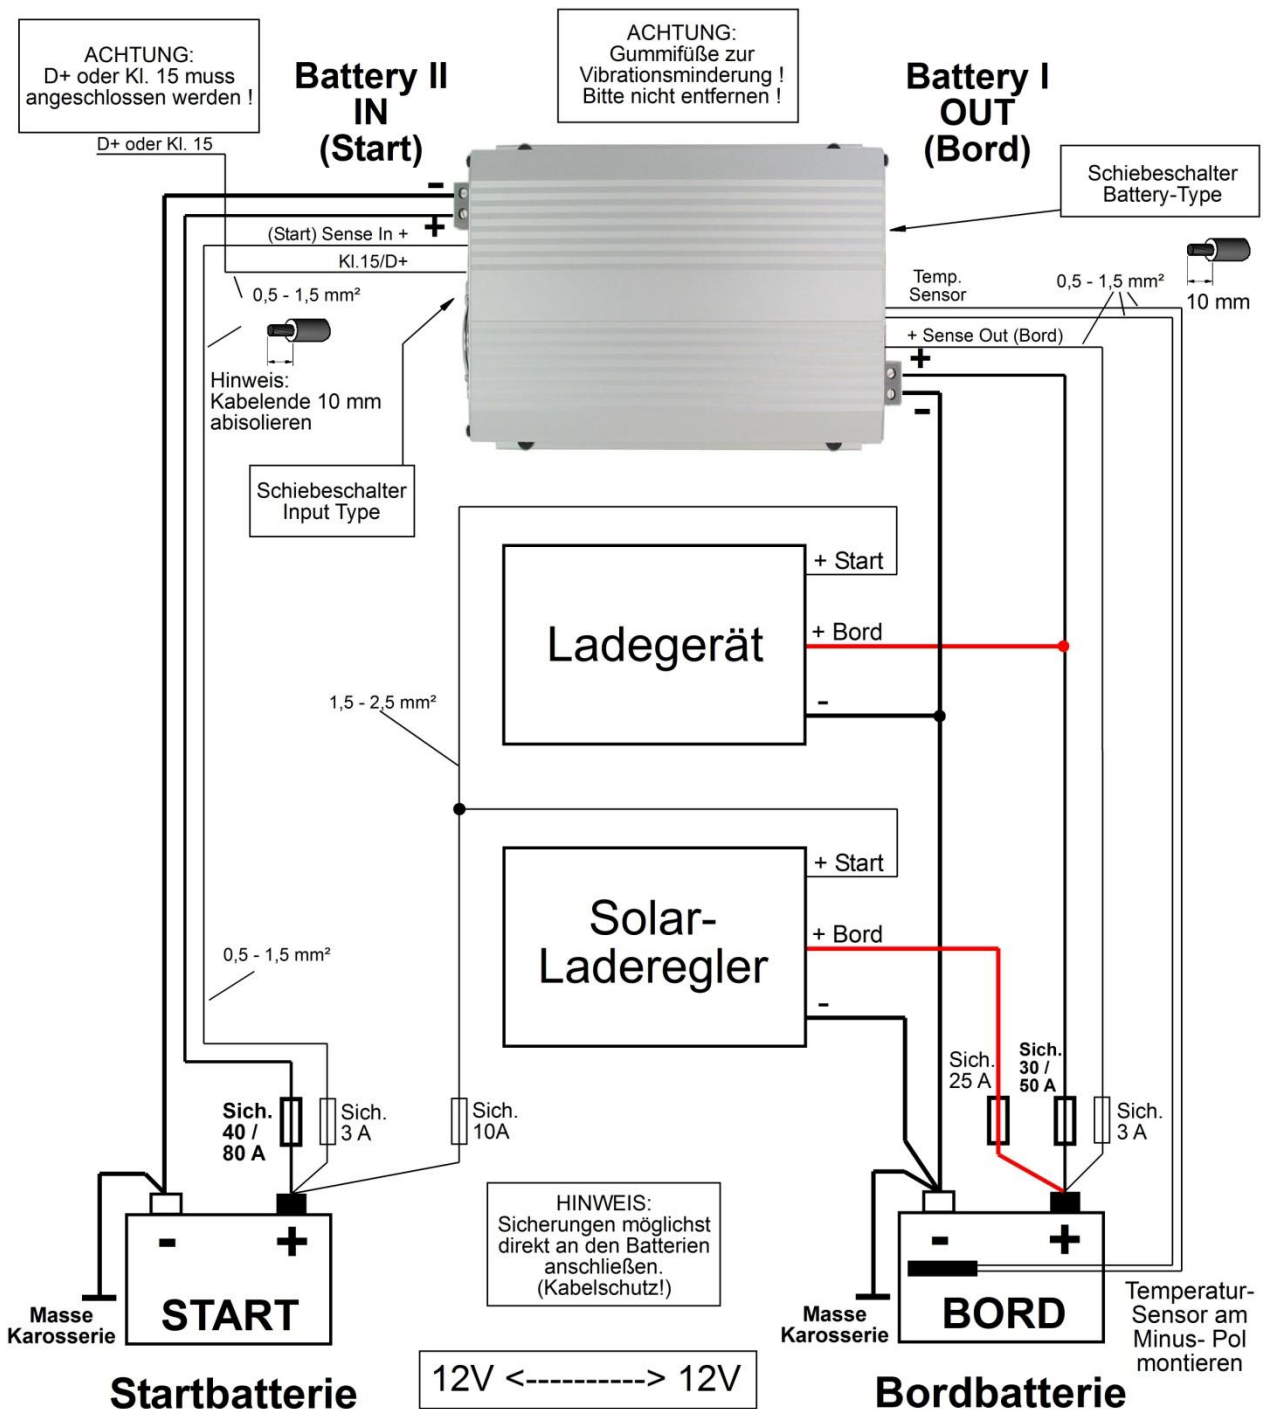 ACHTUNG:
D+ oder Kl. 15 muss
angeschlossen werden !
Battery II
IN
(Start)
ACHTUNG:
Gummifüße zur
Vibrationsminderung !
Bitte nicht entfernen !
Battery I
OUT
(Bord)
D+ oder Kl. 15
Schiebeschalter
Battery-Type
-
+
(Start) Sense In +
Kl.15/D+
0,5 - 1,5 mm²
Hinweis:
Kabelende 10 mm
abisolieren
Temp.
Sensor
0,5 - 1,5 mm²
10 mm
+ Sense Out (Bord)
+
-
Schiebeschalter
Input Type
+ Start
Ladegerät
+ Bord
-
1,5 - 2,5 mm²
+ Start
Solar-
Laderegler
+ Bord
-
0,5 - 1,5 mm²
Sich.
40 /
80 A
Sich.
3 A
Sich.
10A
Sich.
25 A
Sich.
30 /
50 A
Sich.
3 A
HINWEIS:
Sicherungen möglichst
direkt an den Batterien
anschließen.
(Kabelschutz!)
- +
START
Masse
Karosserie
- +
BORD
Masse
Karosserie
Temperatur-
Sensor am
Minus- Pol
montieren
Startbatterie
12V <----------> 12V
Bordbatterie